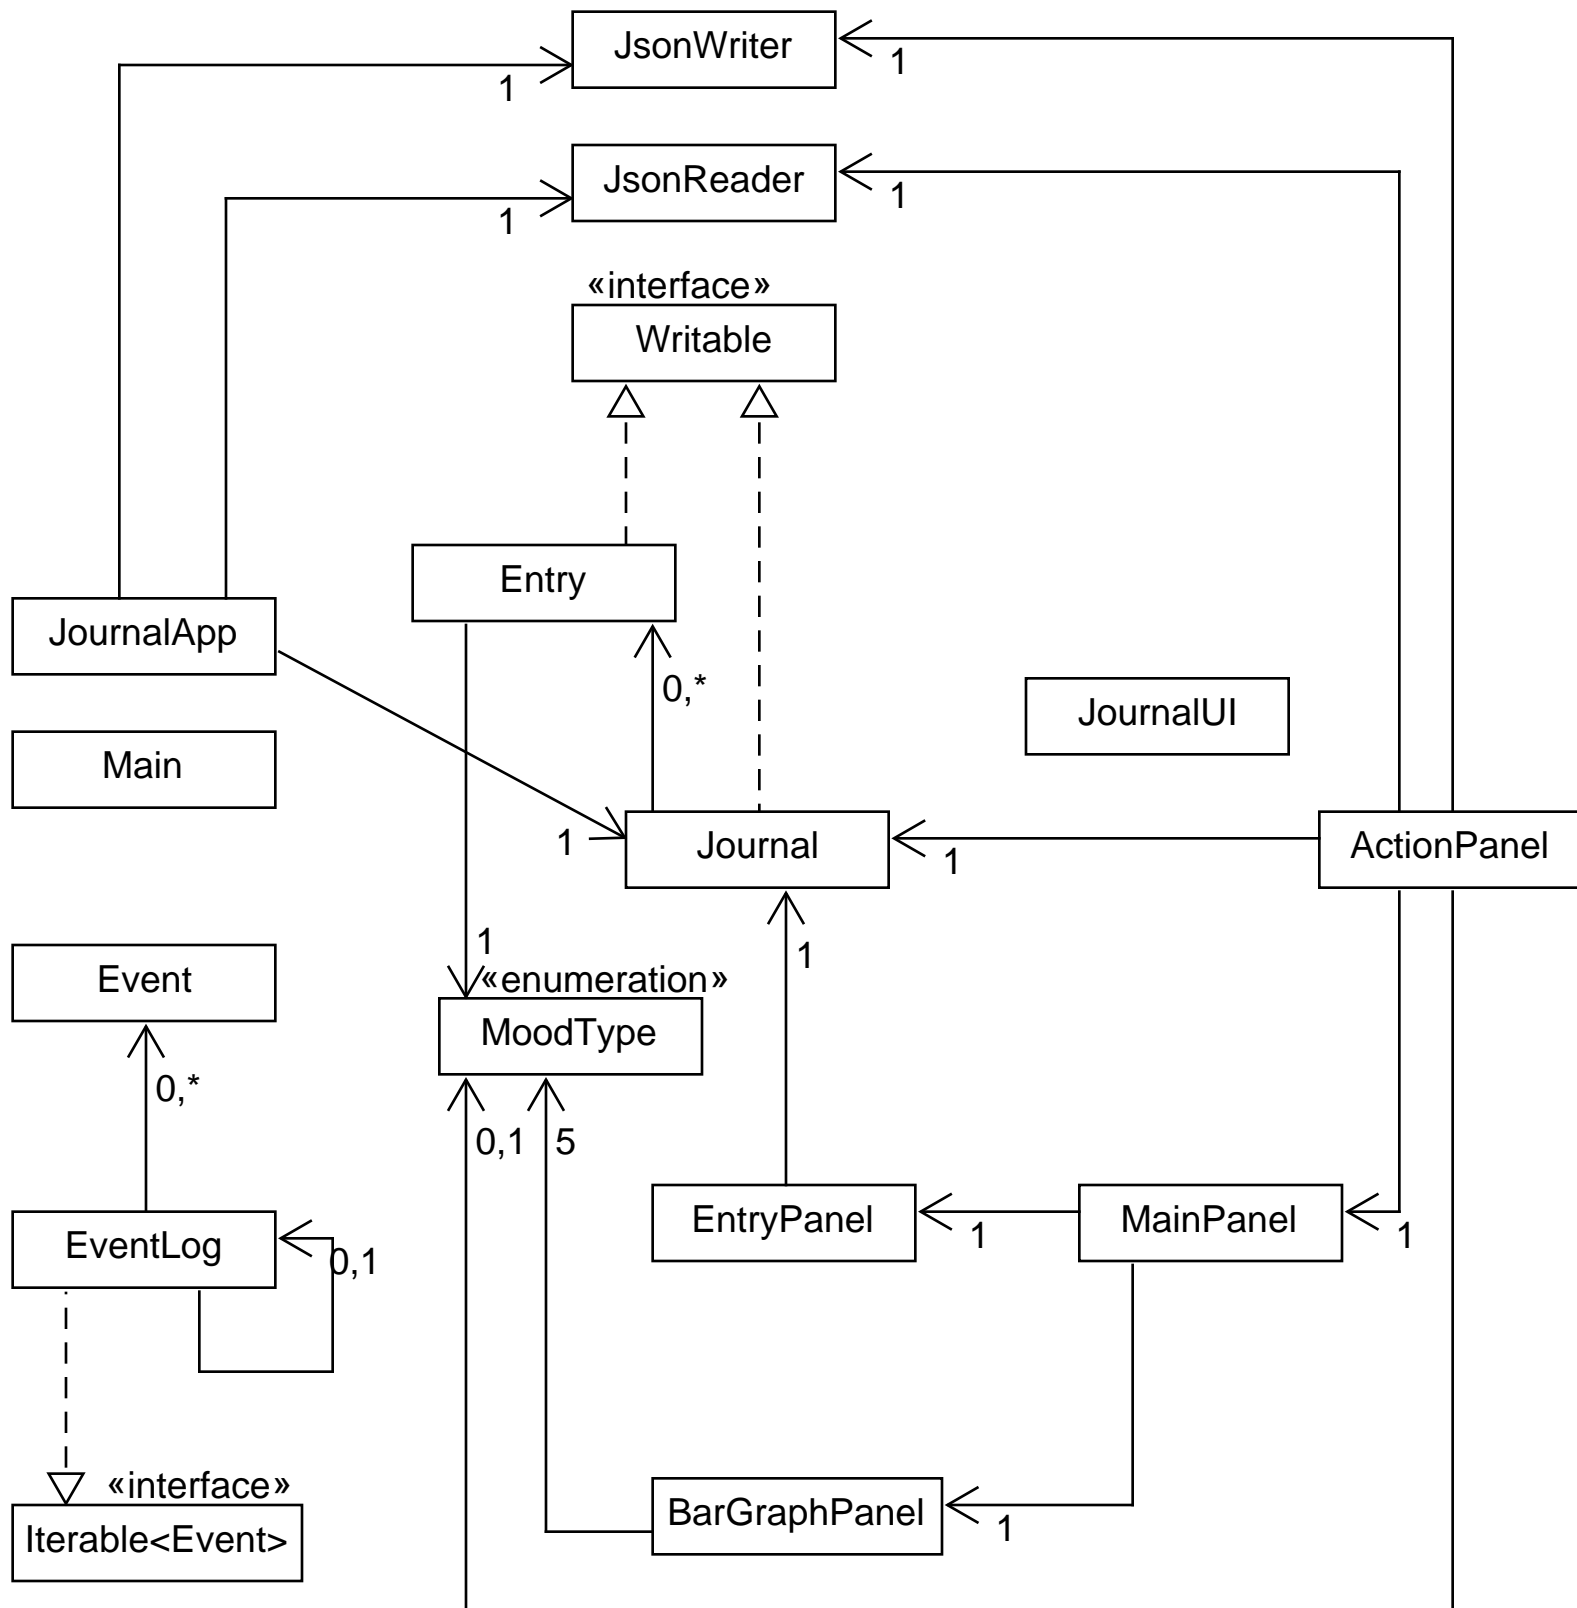 JsonWriter
1
1
JsonReader
1
1
«interface»
Writable
Entry
JournalApp
0,*
JournalUI
Main
1
Journal
1
ActionPanel
1
1
Event
«enumeration»
MoodType
0,*
0,1
5
EntryPanel
1
MainPanel
1
EventLog
0,1
«interface»
Iterable<Event>
BarGraphPanel
1